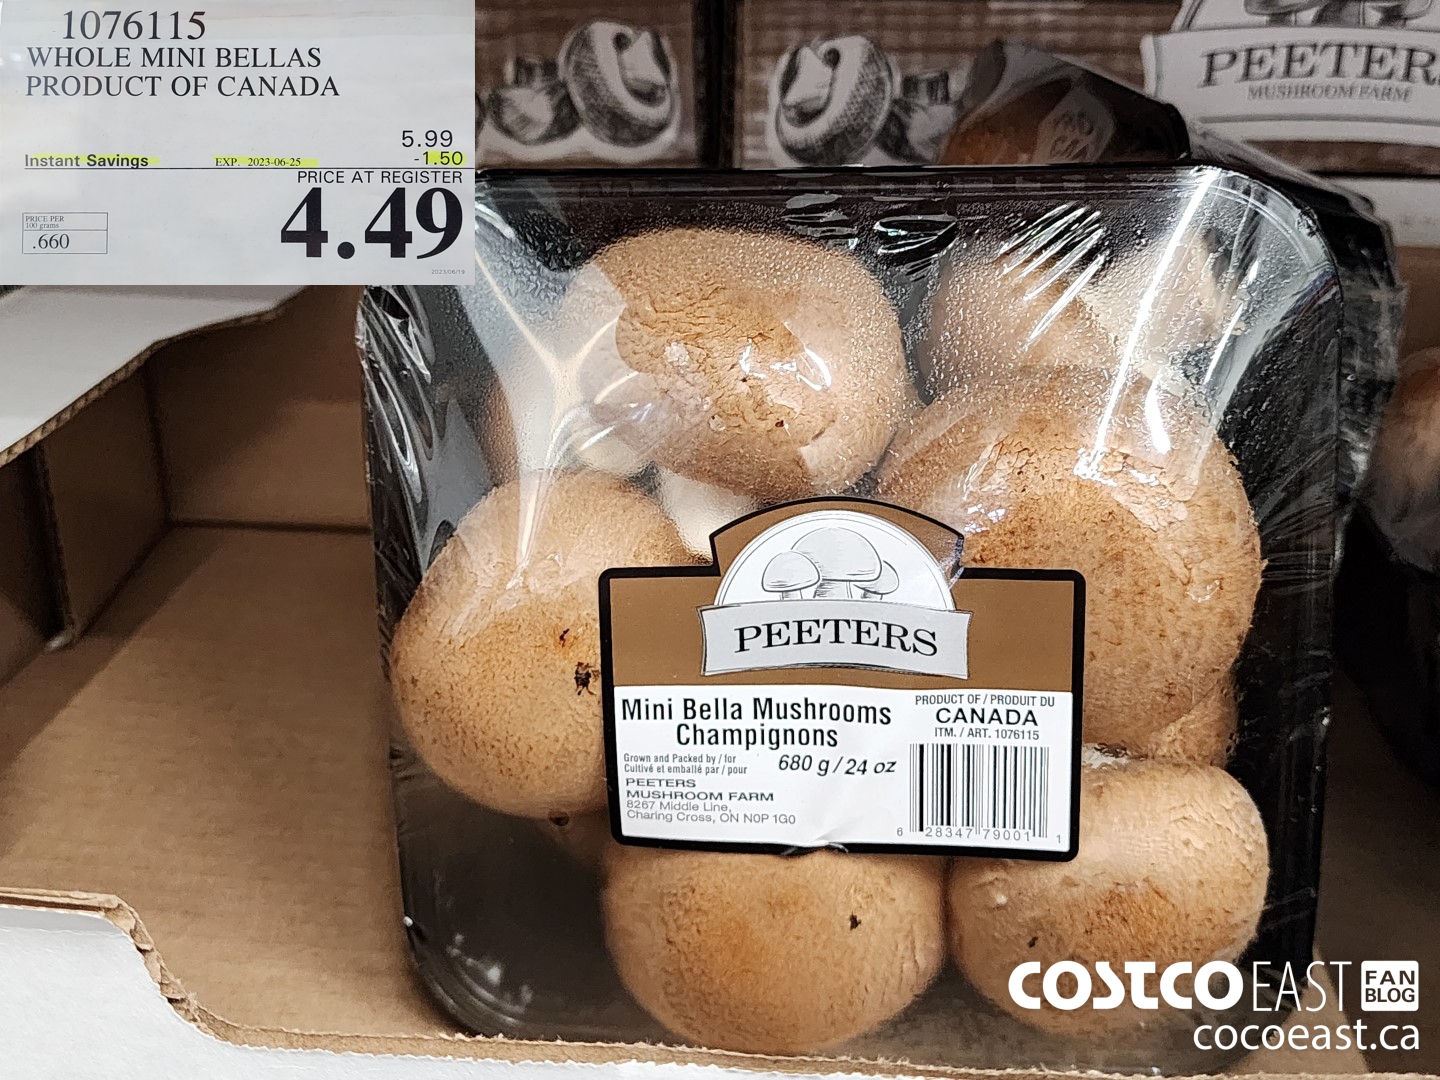 1076115
WHOLE MINI BELLAS
PRODUCT OF CANADA
5.99
Instant Savings EXP. 2023-06-25 -1.50
PRICE AT REGISTER
4.49
PRICE PER
100 grams
.660
2023/06/19
PEETER
MUSHROOM FARM
PEETERS
Mini Bella Mushrooms
Champignons
Grown and Packed by / for
Cultivé et emballé par / pour
680 g / 24 oz
PEETERS
MUSHROOM FARM
8267 Middle Line,
Charing Cross, ON N0P 1G0
PRODUCT OF / PRODUIT DU
CANADA
ITM. / ART. 1076115
6 28347 79001 1
COSTCO EAST FAN BLOG
cocoeast.ca